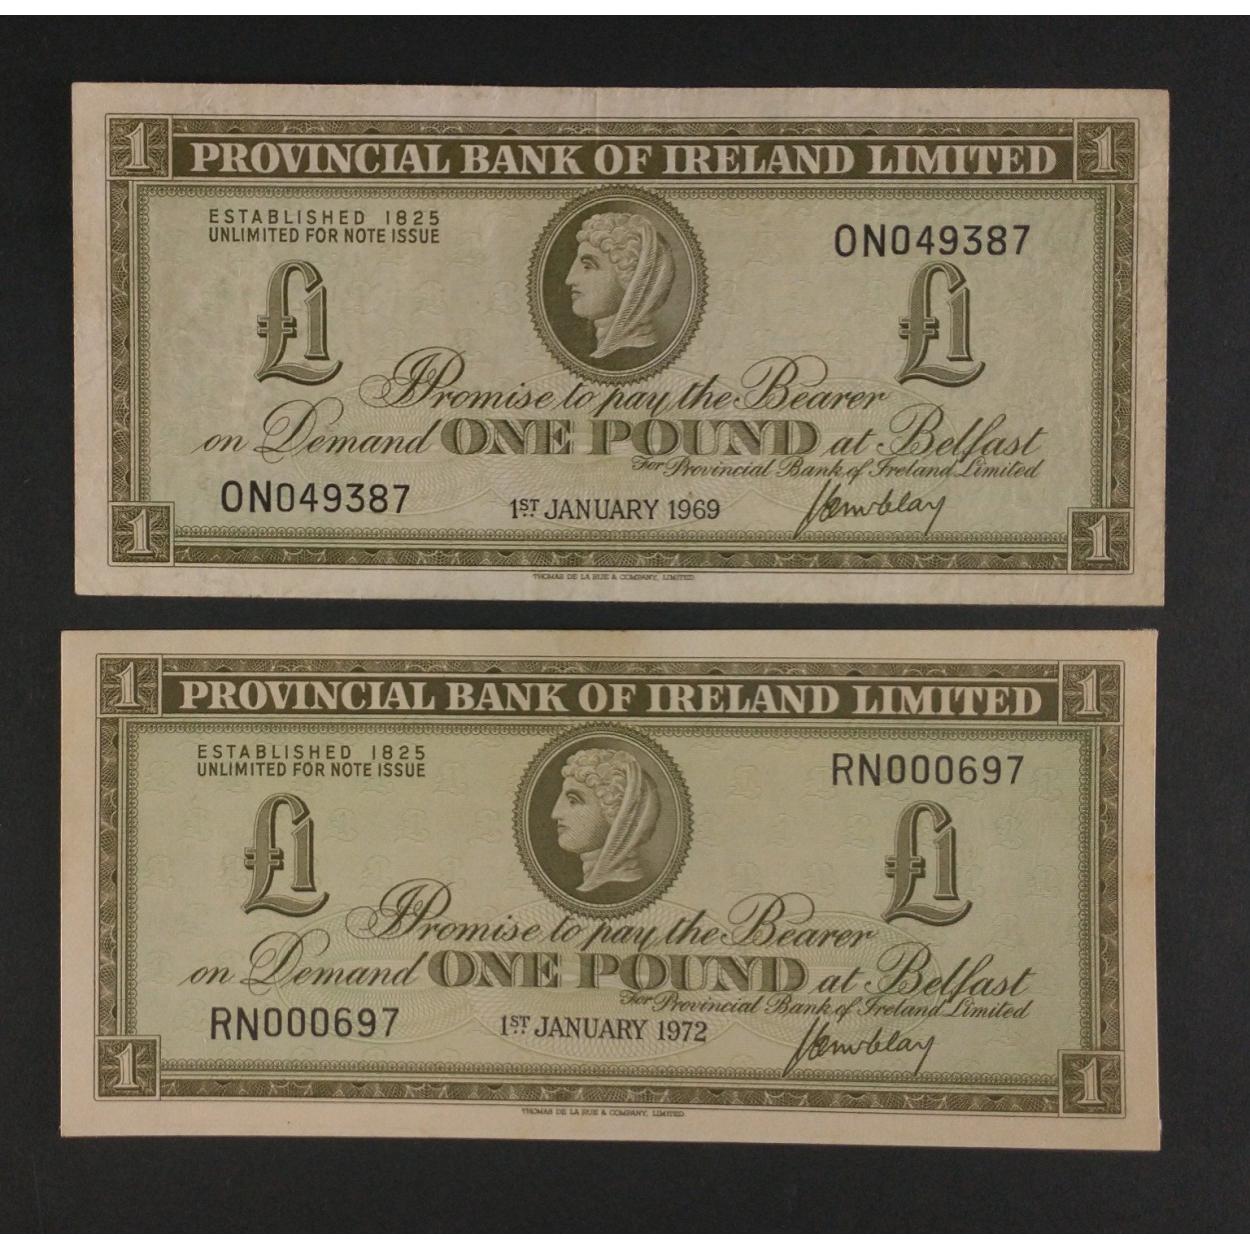 1 PROVINCIAL BANK OF IRELAND LIMITED 1
ESTABLISHED 1825
UNLIMITED FOR NOTE ISSUE
ON049387
£1 £1
I Promise to pay the Bearer
on Demand ONE POUND at Belfast
For Provincial Bank of Ireland Limited
ON049387 1ST JANUARY 1969
1 1
THOMAS DE LA RUE & COMPANY, LIMITED.
1 PROVINCIAL BANK OF IRELAND LIMITED 1
ESTABLISHED 1825
UNLIMITED FOR NOTE ISSUE
RN000697
£1 £1
I Promise to pay the Bearer
on Demand ONE POUND at Belfast
For Provincial Bank of Ireland Limited
RN000697 1ST JANUARY 1972
1 1
THOMAS DE LA RUE & COMPANY, LIMITED.